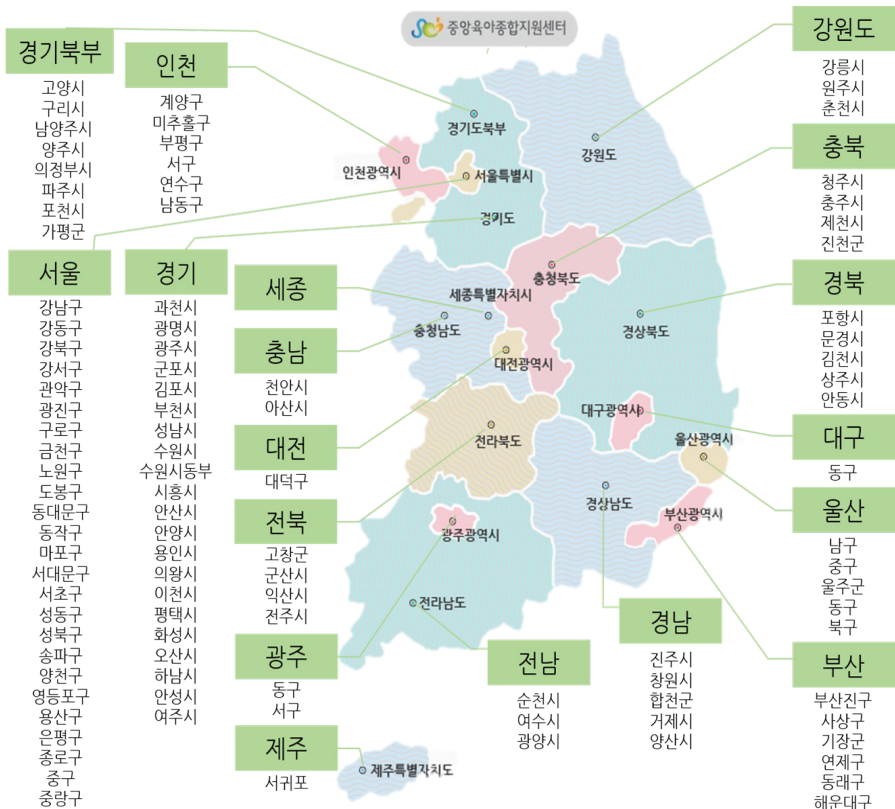 중앙육아종합지원센터
경기북부
고양시
구리시
남양주시
양주시
의정부시
파주시
포천시
가평군
인천
계양구
미추홀구
부평구
서구
연수구
남동구
강원도
강릉시
원주시
춘천시
충북
청주시
충주시
제천시
진천군
경북
포항시
문경시
김천시
상주시
안동시
대구
동구
울산
남구
중구
울주군
동구
북구
부산
부산진구
사상구
기장군
연제구
동래구
해운대구
서울
강남구
강동구
강북구
강서구
관악구
광진구
구로구
금천구
노원구
도봉구
동대문구
동작구
마포구
서대문구
서초구
성동구
성북구
송파구
양천구
영등포구
용산구
은평구
종로구
중구
중랑구
경기
과천시
광명시
광주시
군포시
김포시
부천시
성남시
수원시
수원시동부
시흥시
안산시
안양시
용인시
의왕시
이천시
평택시
화성시
오산시
하남시
안성시
여주시
세종
충남
천안시
아산시
대전
대덕구
전북
고창군
군산시
익산시
전주시
광주
동구
서구
제주
서귀포
전남
순천시
여수시
광양시
경남
진주시
창원시
합천군
거제시
양산시
경기도북부
강원도
인천광역시
서울특별시
경기도
충청북도
세종특별자치시
충청남도
경상북도
대전광역시
대구광역시
전라북도
울산광역시
경상남도
부산광역시
광주광역시
전라남도
제주특별자치도